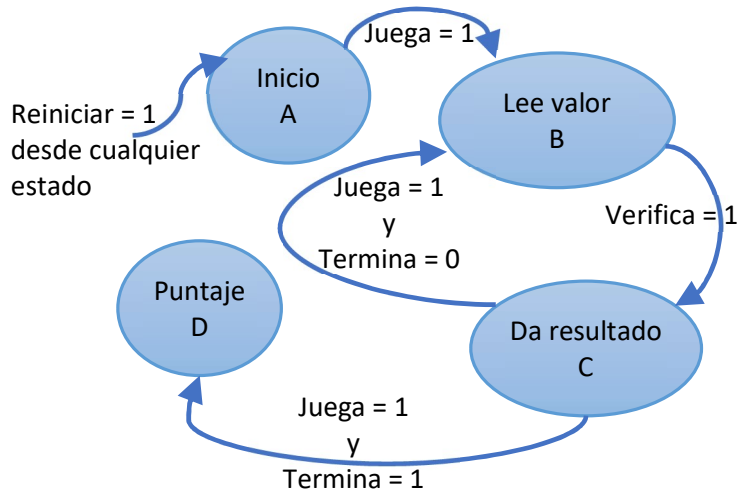 Juega = 1
Inicio
A
Reiniciar = 1
desde cualquier
estado
Lee valor
B
Juega = 1
y
Termina = 0
Verifica = 1
Puntaje
D
Da resultado
C
Juega = 1
y
Termina = 1